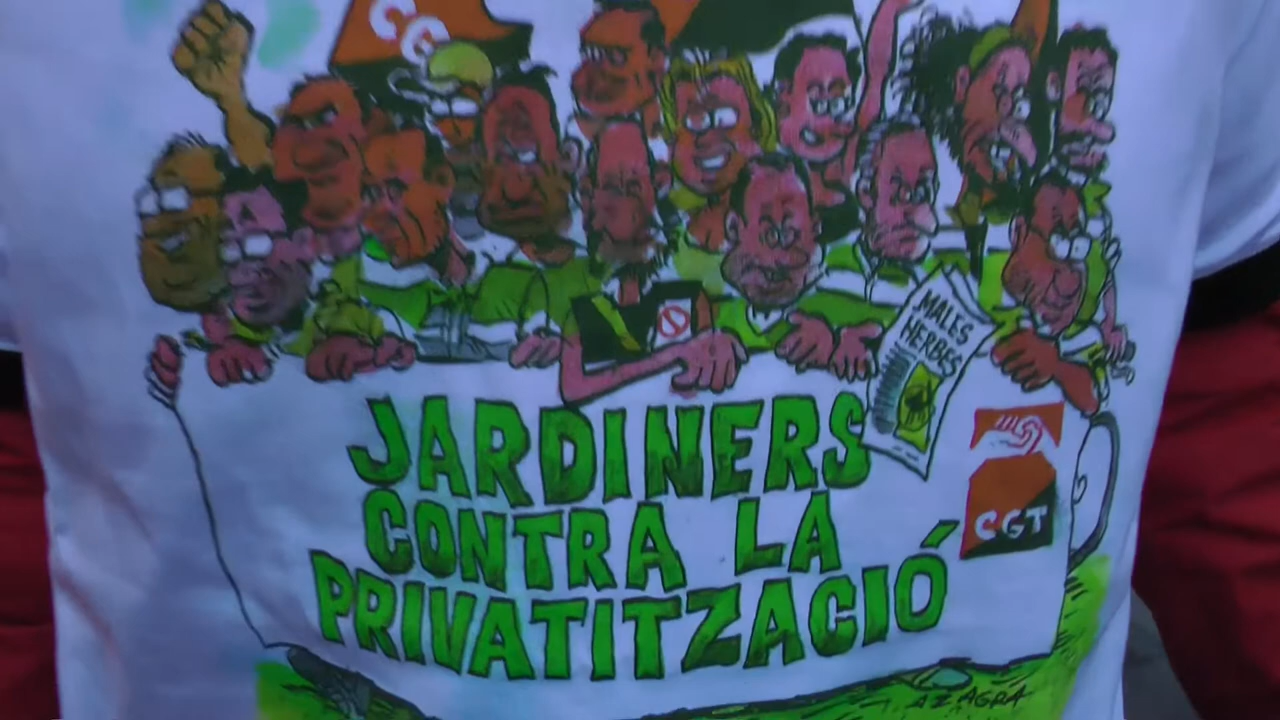 CGT
MALES
HERBES
JARDINERS
CONTRA LA
PRIVATITZACIÓ
CGT
AZAGRA